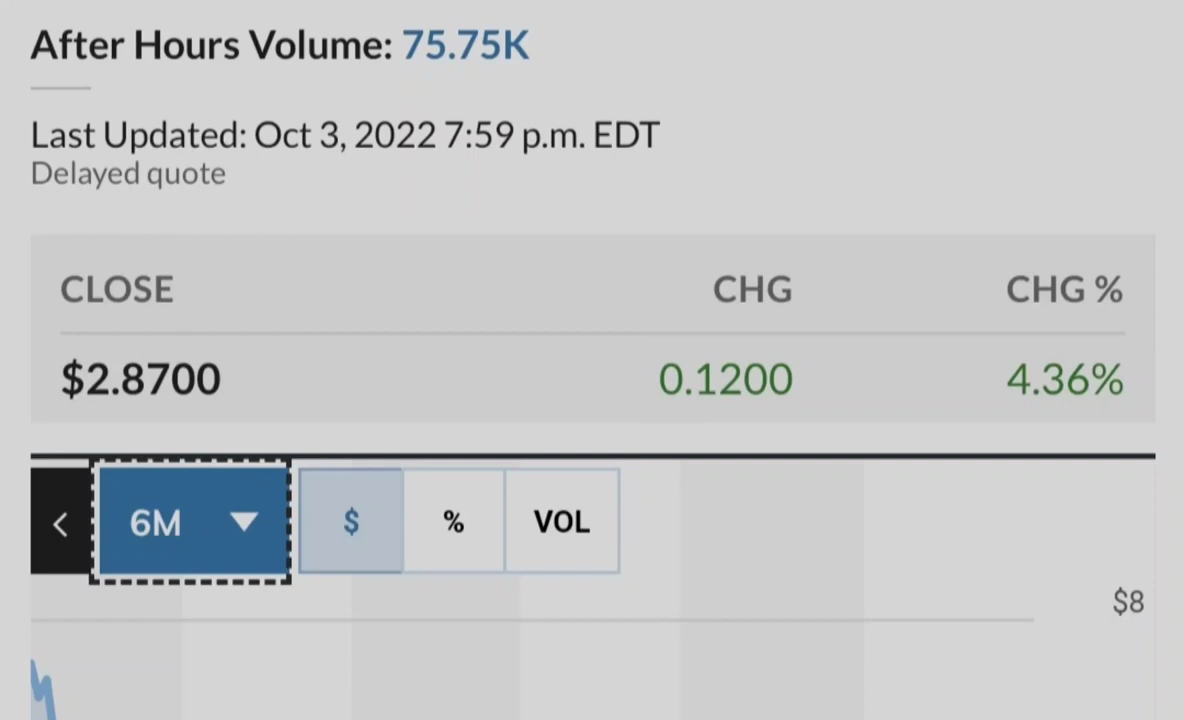 After Hours Volume: 75.75K
Last Updated: Oct 3, 2022 7:59 p.m. EDT
Delayed quote
CLOSE CHG CHG %
$2.8700 0.1200 4.36%
6M $ % VOL
$8